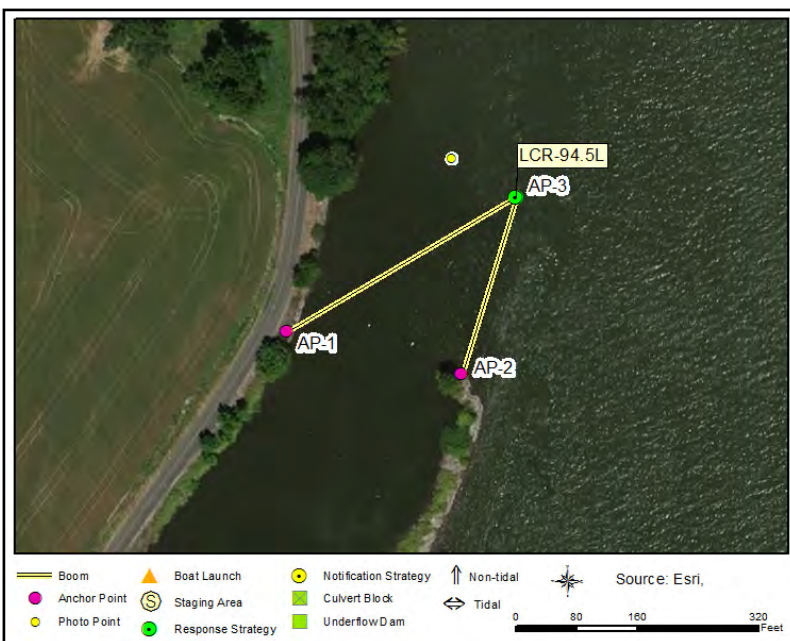 LCR-94.5L
AP-3
AP-1
AP-2
Boom
Boat Launch
Notification Strategy
Non-tidal
Source: Esri,
Anchor Point
S
Staging Area
Culvert Block
Tidal
Photo Point
Response Strategy
Underflow Dam
0 80 160 320
Feet